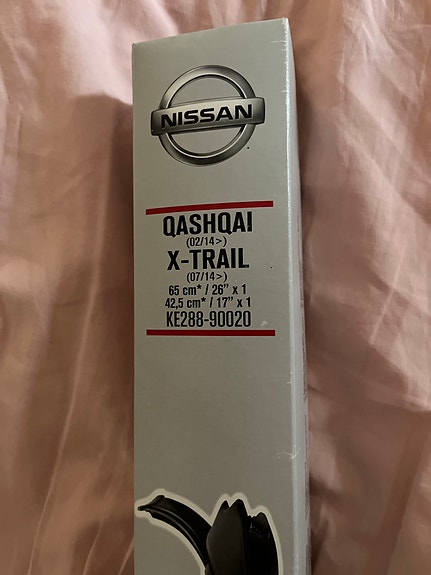 NISSAN
QASHQAI
(02/14>)
X-TRAIL
(07/14>)
65 cm* / 26" x 1
42,5 cm* / 17" x 1
KE288-90020